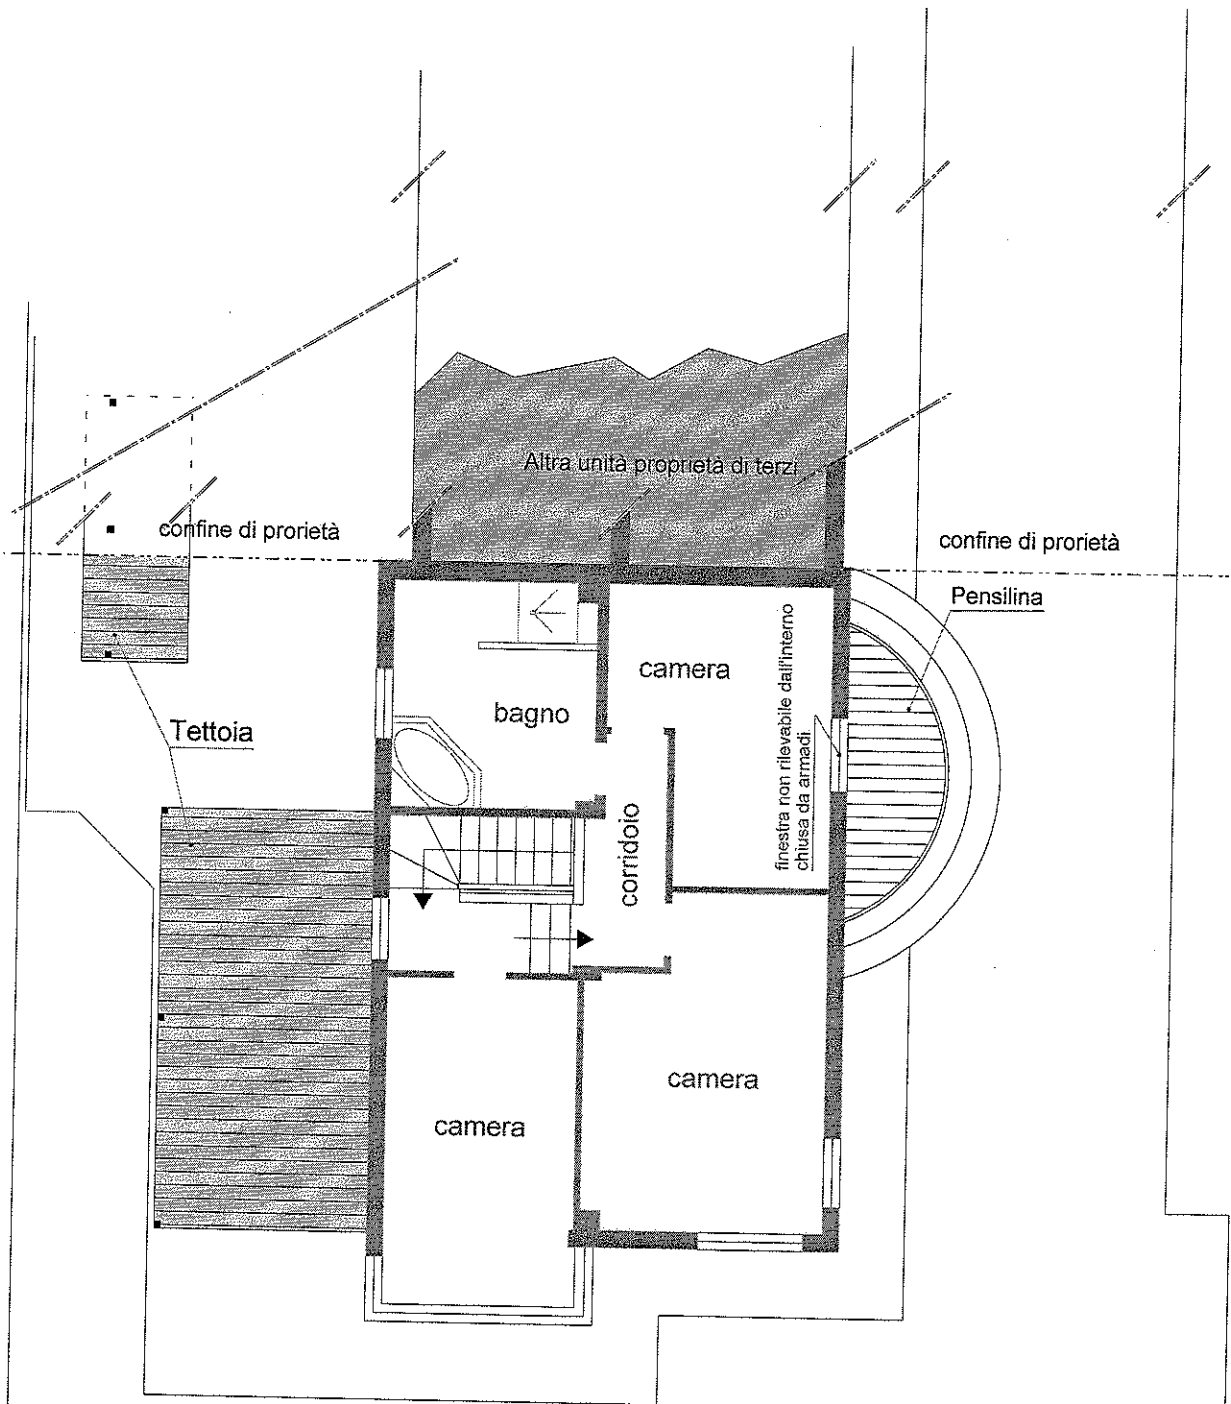 Altra unità proprietà di terzi
confine di prorietà
confine di prorietà
Pensilina
camera
finestra non rilevabile dall'interno
chiusa da armadi
bagno
Tettoia
corridoio
camera
camera